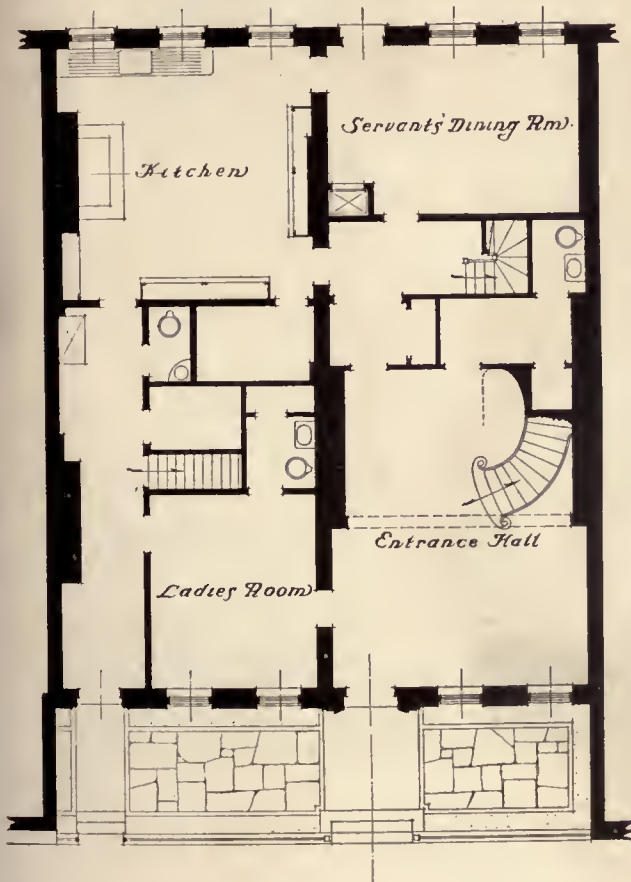 Servants' Dining Rm.
Kitchen
Entrance Hall
Ladies Room